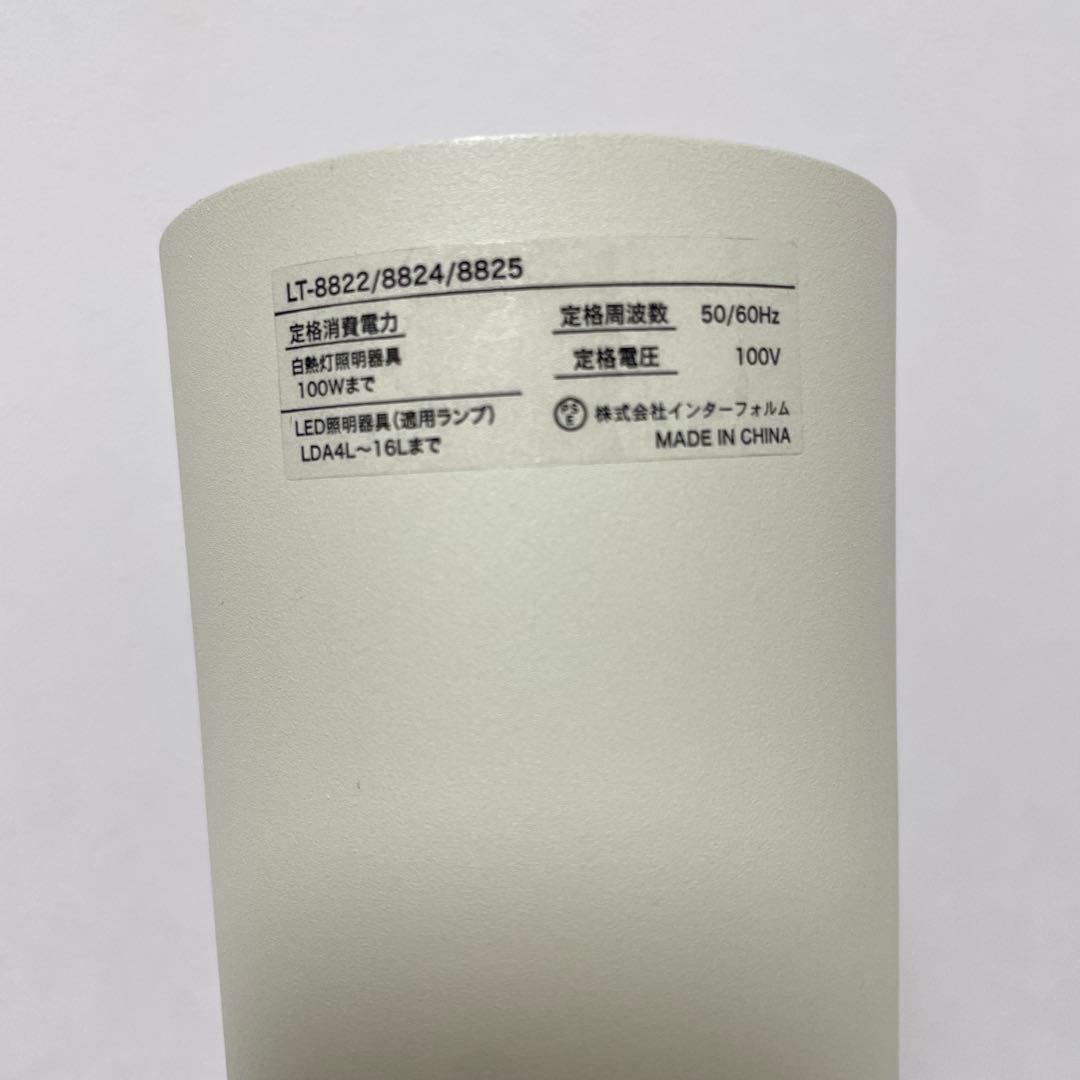 LT-8822/8824/8825
定格消費電力
白熱灯照明器具
100Wまで
LED照明器具(適用ランプ)
LDA4L〜16Lまで
定格周波数 50/60Hz
定格電圧 100V
PSE 株式会社インターフォルム
MADE IN CHINA